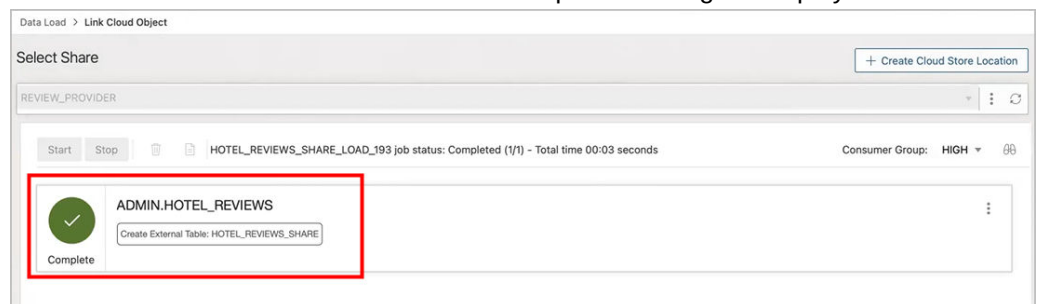 Data Load > Link Cloud Object
Select Share
+ Create Cloud Store Location
REVIEW_PROVIDER
Start Stop HOTEL_REVIEWS_SHARE_LOAD_193 job status: Completed (1/1) - Total time 00:03 seconds Consumer Group: HIGH
ADMIN.HOTEL_REVIEWS
Create External Table: HOTEL_REVIEWS_SHARE
Complete